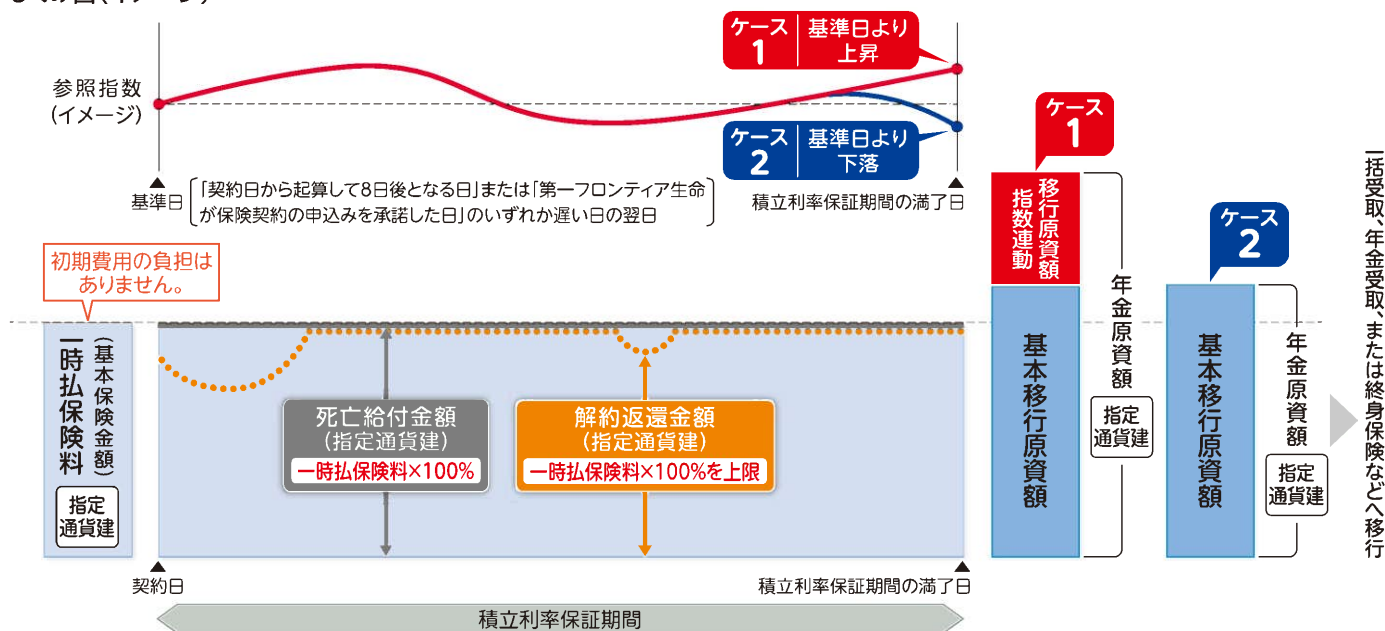 参照指数
(イメージ)
ケース
1
基準日より
上昇
ケース
2
基準日より
下落
基準日
「契約日から起算して8日後となる日」または「第一フロンティア生命
が保険契約の申込みを承諾した日」のいずれか遅い日の翌日
積立利率保証期間の満了日
初期費用の負担は
ありません。
(基本保険金額)
一時払保険料
指定
通貨建
死亡給付金額
(指定通貨建)
一時払保険料×100%
解約返還金額
(指定通貨建)
一時払保険料×100%を上限
契約日
積立利率保証期間の満了日
積立利率保証期間
ケース
1
指数連動
移行原資額
基本移行原資額
年金原資額
指定
通貨建
ケース
2
基本移行原資額
年金原資額
指定
通貨建
一括受取、年金受取、または終身保険などへ移行